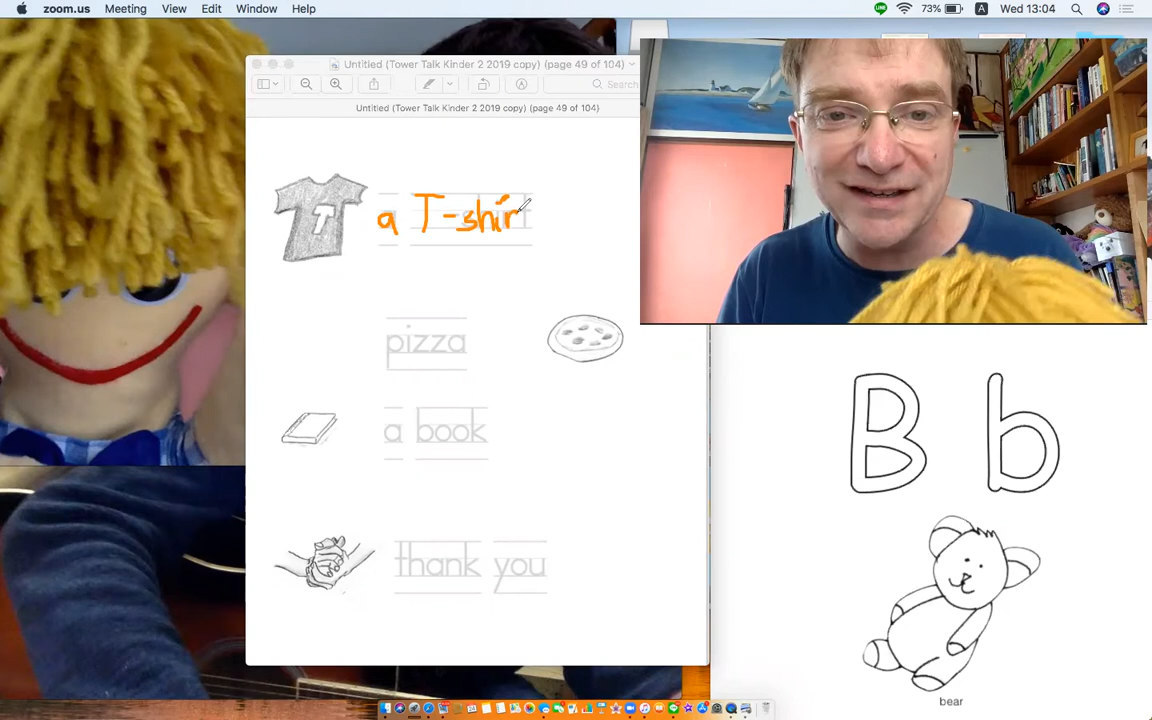 zoom.us Meeting View Edit Window Help 73% A Wed 13:04
Untitled (Tower Talk Kinder 2 2019 copy) (page 49 of 104)
Search
Untitled (Tower Talk Kinder 2 2019 copy) (page 49 of 104)
T
a T-shir
pizza
a book
thank you
B b
bear